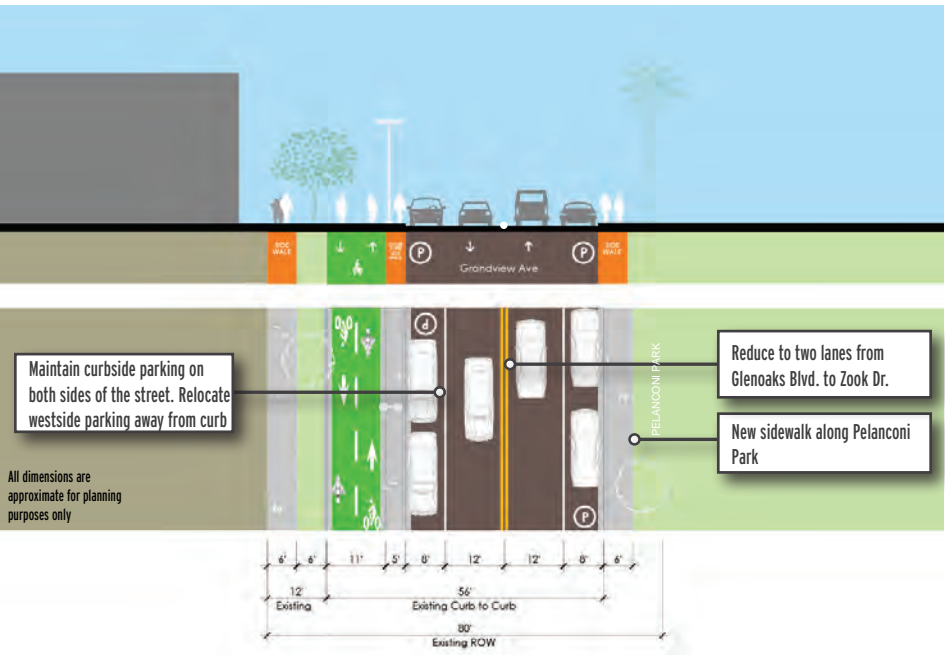 SIDE
WALK
P
Grandview Ave
P
SIDE
WALK
P
P
PELANCONI PARK
Maintain curbside parking on
both sides of the street. Relocate
westside parking away from curb
Reduce to two lanes from
Glenoaks Blvd. to Zook Dr.
New sidewalk along Pelanconi
Park
All dimensions are
approximate for planning
purposes only
6' 6' 11' 5' 8' 12' 12' 8' 6'
12' 56'
Existing Existing Curb to Curb
80'
Existing ROW